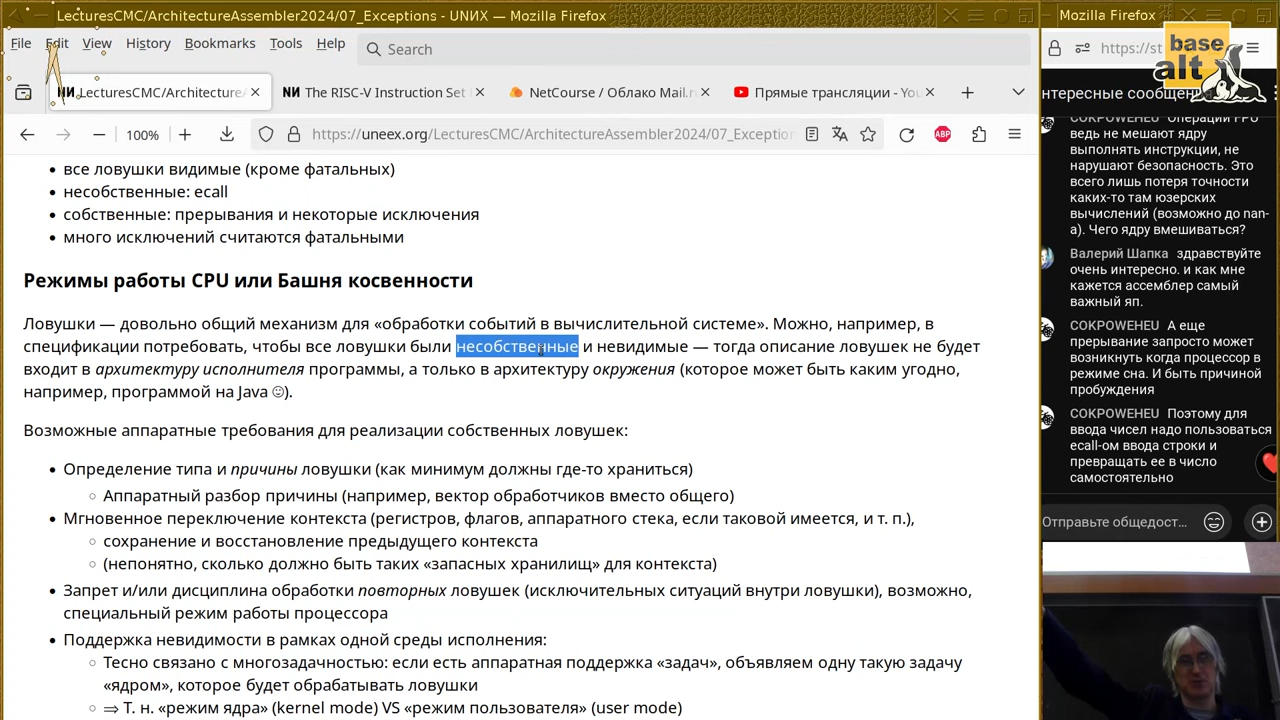 LecturesCMC/ArchitectureAssembler2024/07_Exceptions - UNИX — Mozilla Firefox
Mozilla Firefox
File Edit View History Bookmarks Tools Help
Search
https://st
base
alt
LecturesCMC/Architecture
The RISC-V Instruction Set
NetCourse / Облако Mail.r
Прямые трансляции - You
нтересные сообщени
100%
https://uneex.org/LecturesCMC/ArchitectureAssembler2024/07_Exception
ABP
все ловушки видимые (кроме фатальных)
несобственные: ecall
собственные: прерывания и некоторые исключения
много исключений считаются фатальными
Режимы работы CPU или Башня косвенности
Ловушки — довольно общий механизм для «обработки событий в вычислительной системе». Можно, например, в
спецификации потребовать, чтобы все ловушки были несобственные и невидимые — тогда описание ловушек не будет
входит в архитектуру исполнителя программы, а только в архитектуру окружения (которое может быть каким угодно,
например, программой на Java ☺).
Возможные аппаратные требования для реализации собственных ловушек:
Определение типа и причины ловушки (как минимум должны где-то храниться)
Аппаратный разбор причины (например, вектор обработчиков вместо общего)
Мгновенное переключение контекста (регистров, флагов, аппаратного стека, если таковой имеется, и т. п.),
сохранение и восстановление предыдущего контекста
(непонятно, сколько должно быть таких «запасных хранилищ» для контекста)
Запрет и/или дисциплина обработки повторных ловушек (исключительных ситуаций внутри ловушки), возможно,
специальный режим работы процессора
Поддержка невидимости в рамках одной среды исполнения:
Тесно связано с многозадачностью: если есть аппаратная поддержка «задач», объявляем одну такую задачу
«ядром», которое будет обрабатывать ловушки
⇒ Т. н. «режим ядра» (kernel mode) VS «режим пользователя» (user mode)
COKPOWEHEU Операции FPU
ведь не мешают ядру
выполнять инструкции, не
нарушают безопасность. Это
всего лишь потеря точности
каких-то там юзерских
вычислений (возможно до nan-
а). Чего ядру вмешиваться?
Валерий Шапка здравствуйте
очень интересно. и как мне
кажется ассемблер самый
важный яп.
COKPOWEHEU А еще
прерывание запросто может
возникнуть когда процессор в
режиме сна. И быть причиной
пробуждения
COKPOWEHEU Поэтому для
ввода чисел надо пользоваться
ecall-ом ввода строки и
превращать ее в число
самостоятельно
Отправьте общедост...